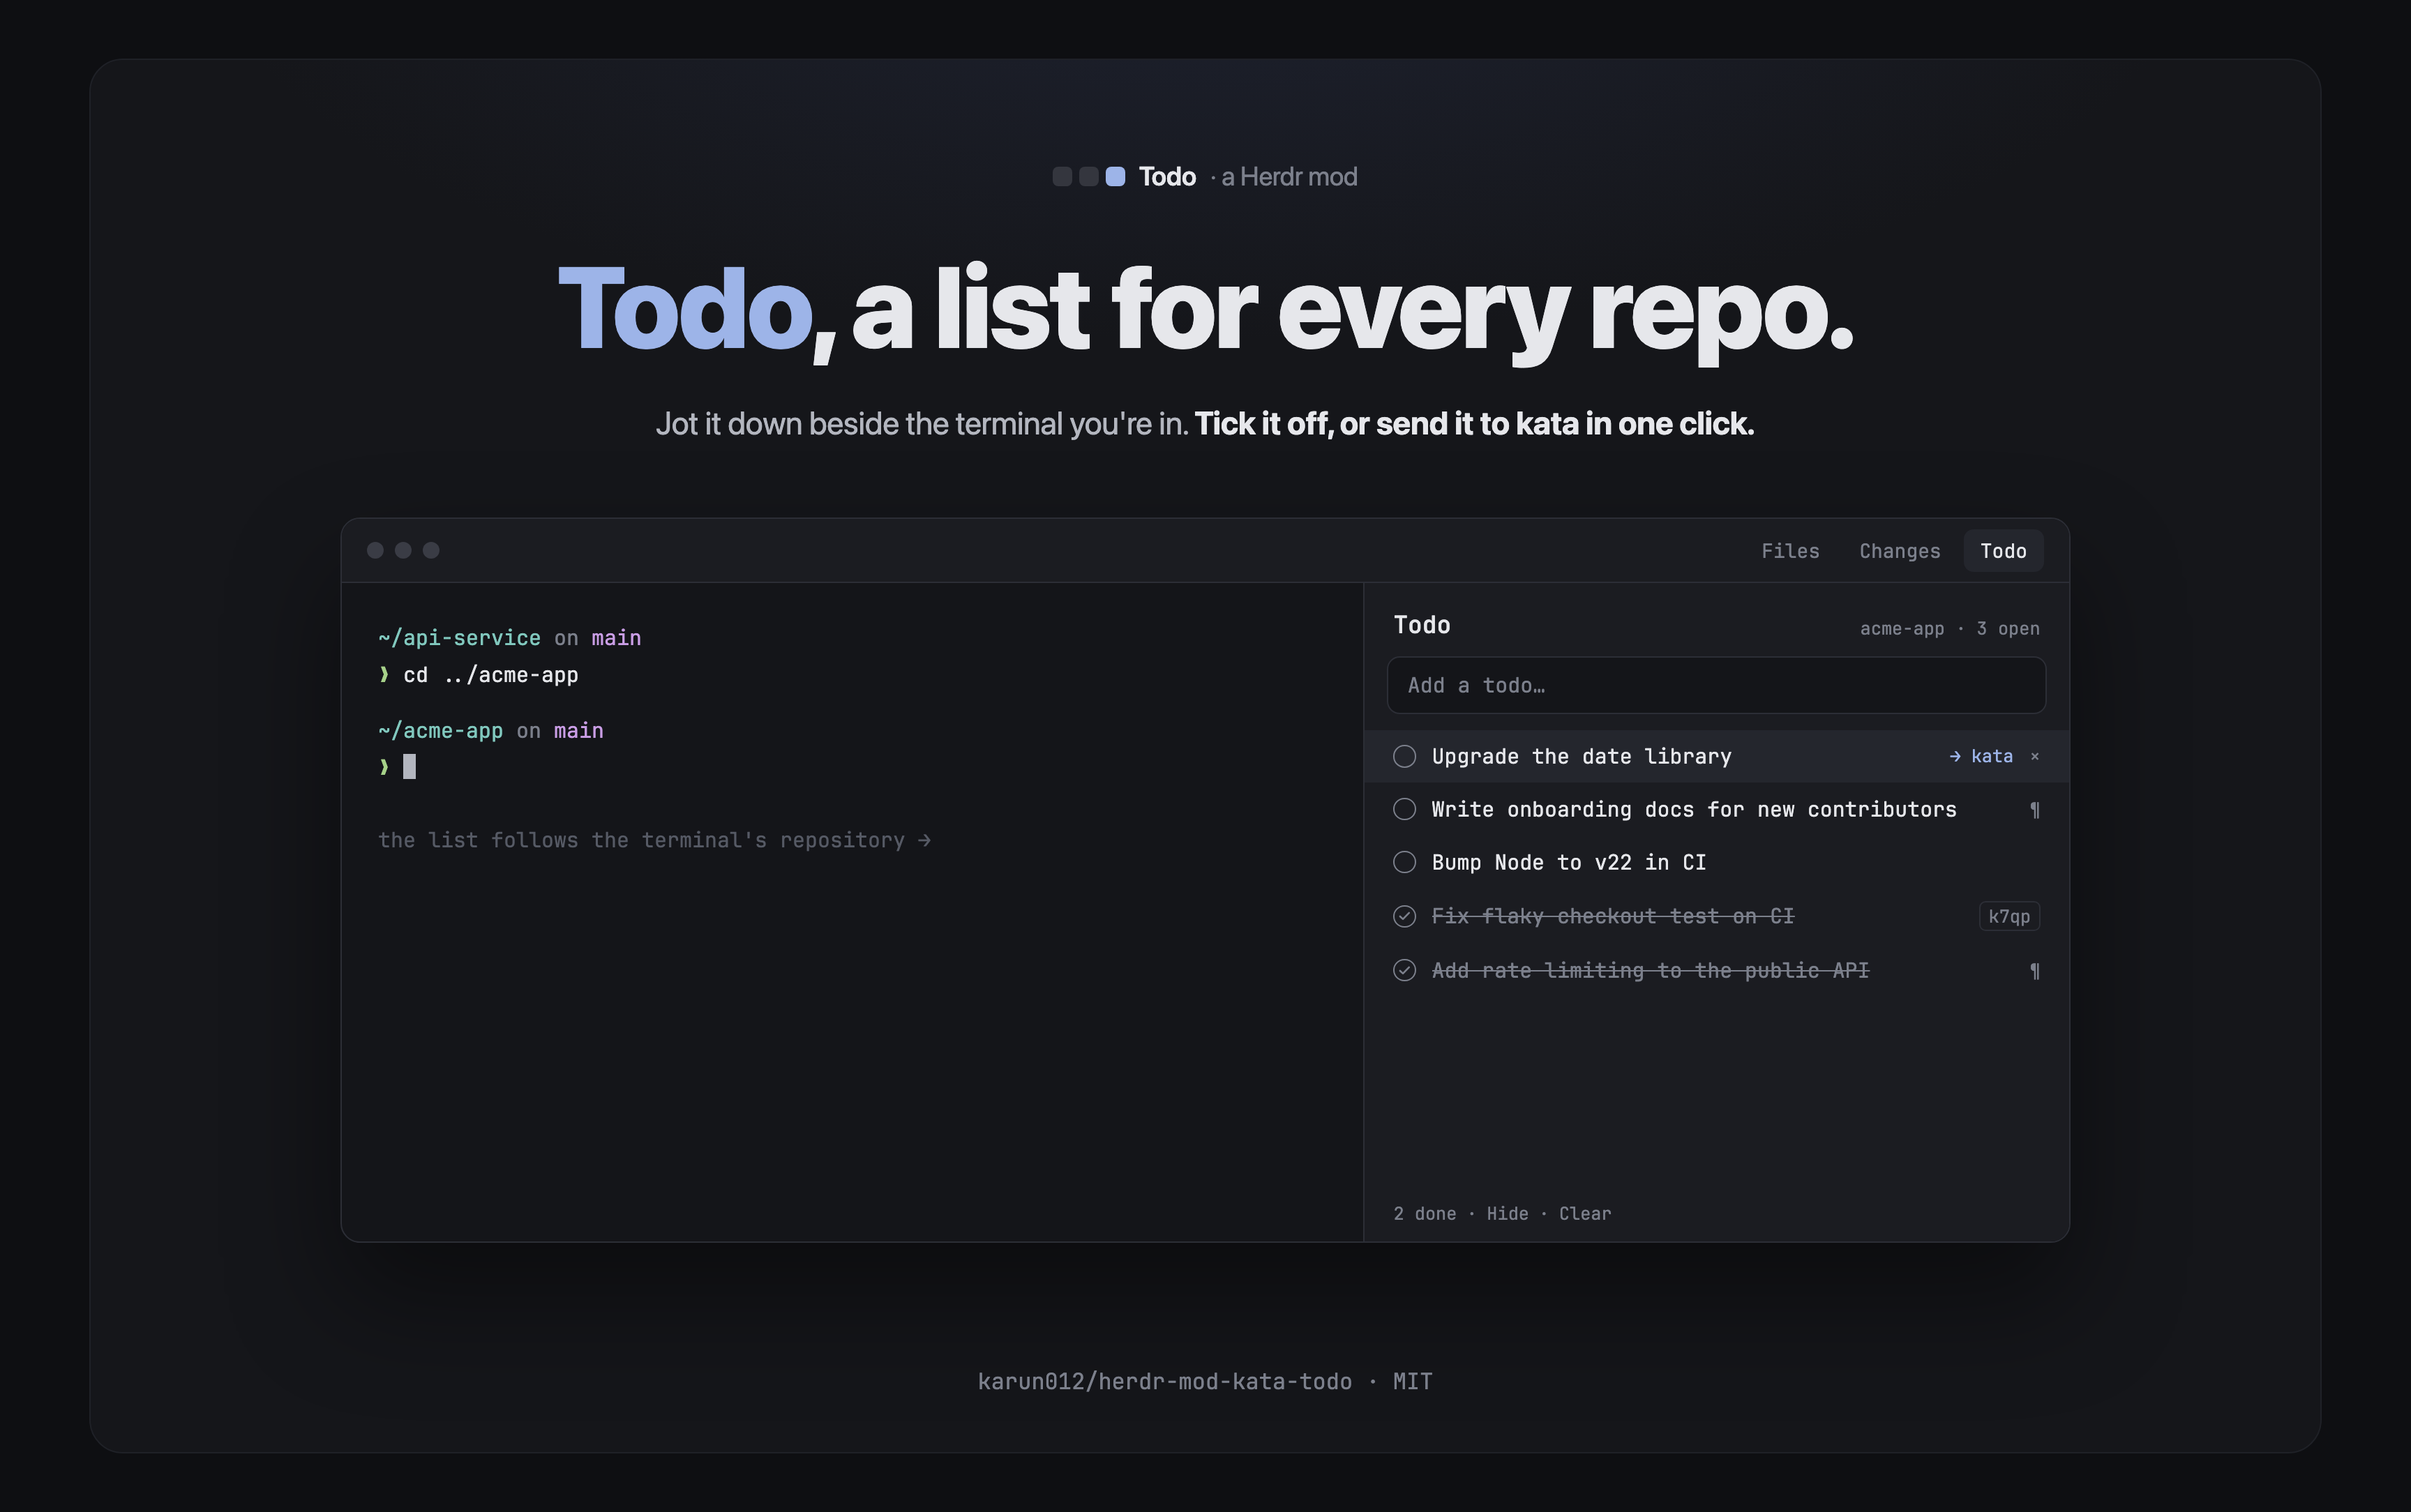 Todo · a Herdr mod
Todo, a list for every repo.
Jot it down beside the terminal you're in. Tick it off, or send it to kata in one click.
Files Changes Todo
~/api-service on main
❱ cd ../acme-app
~/acme-app on main
❱
the list follows the terminal's repository →
Todo acme-app · 3 open
Add a todo…
Upgrade the date library → kata ×
Write onboarding docs for new contributors ¶
Bump Node to v22 in CI
Fix flaky checkout test on CI k7qp
Add rate limiting to the public API ¶
2 done · Hide · Clear
karun012/herdr-mod-kata-todo · MIT